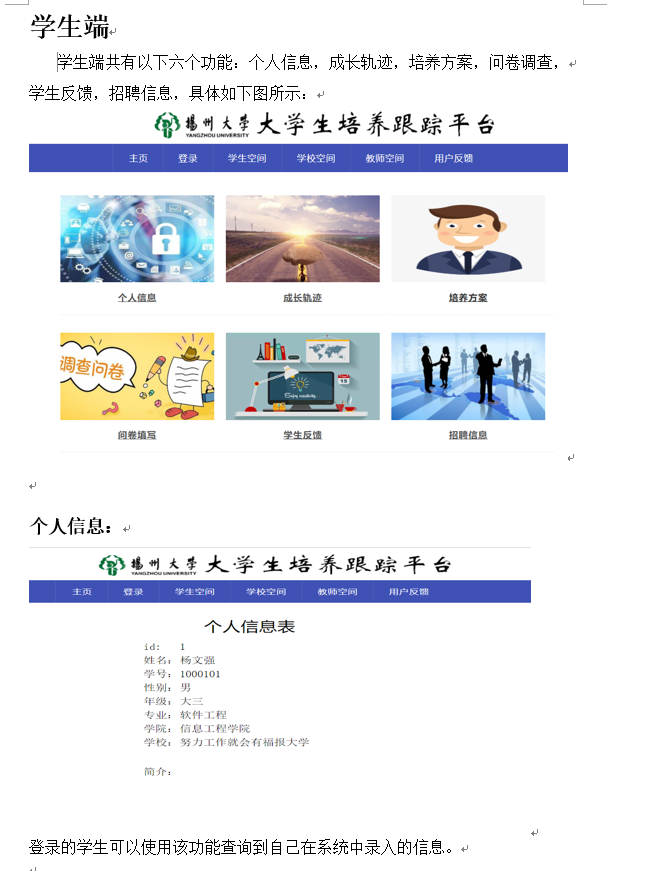 学生端
学生端共有以下六个功能：个人信息，成长轨迹，培养方案，问卷调查，
学生反馈，招聘信息，具体如下图所示：
揚州大学 大学生培养跟踪平台
YANGZHOU UNIVERSITY
主页 登录 学生空间 学校空间 教师空间 用户反馈
个人信息 成长轨迹 培养方案
调查问卷
Enjoy creativity
15
问卷填写 学生反馈 招聘信息
个人信息：
揚州大学 大学生培养跟踪平台
YANGZHOU UNIVERSITY
主页 登录 学生空间 学校空间 教师空间 用户反馈
个人信息表
id: 1
姓名：杨文强
学号：1000101
性别：男
年级：大三
专业：软件工程
学院：信息工程学院
学校：努力工作就会有福报大学
简介：
登录的学生可以使用该功能查询到自己在系统中录入的信息。